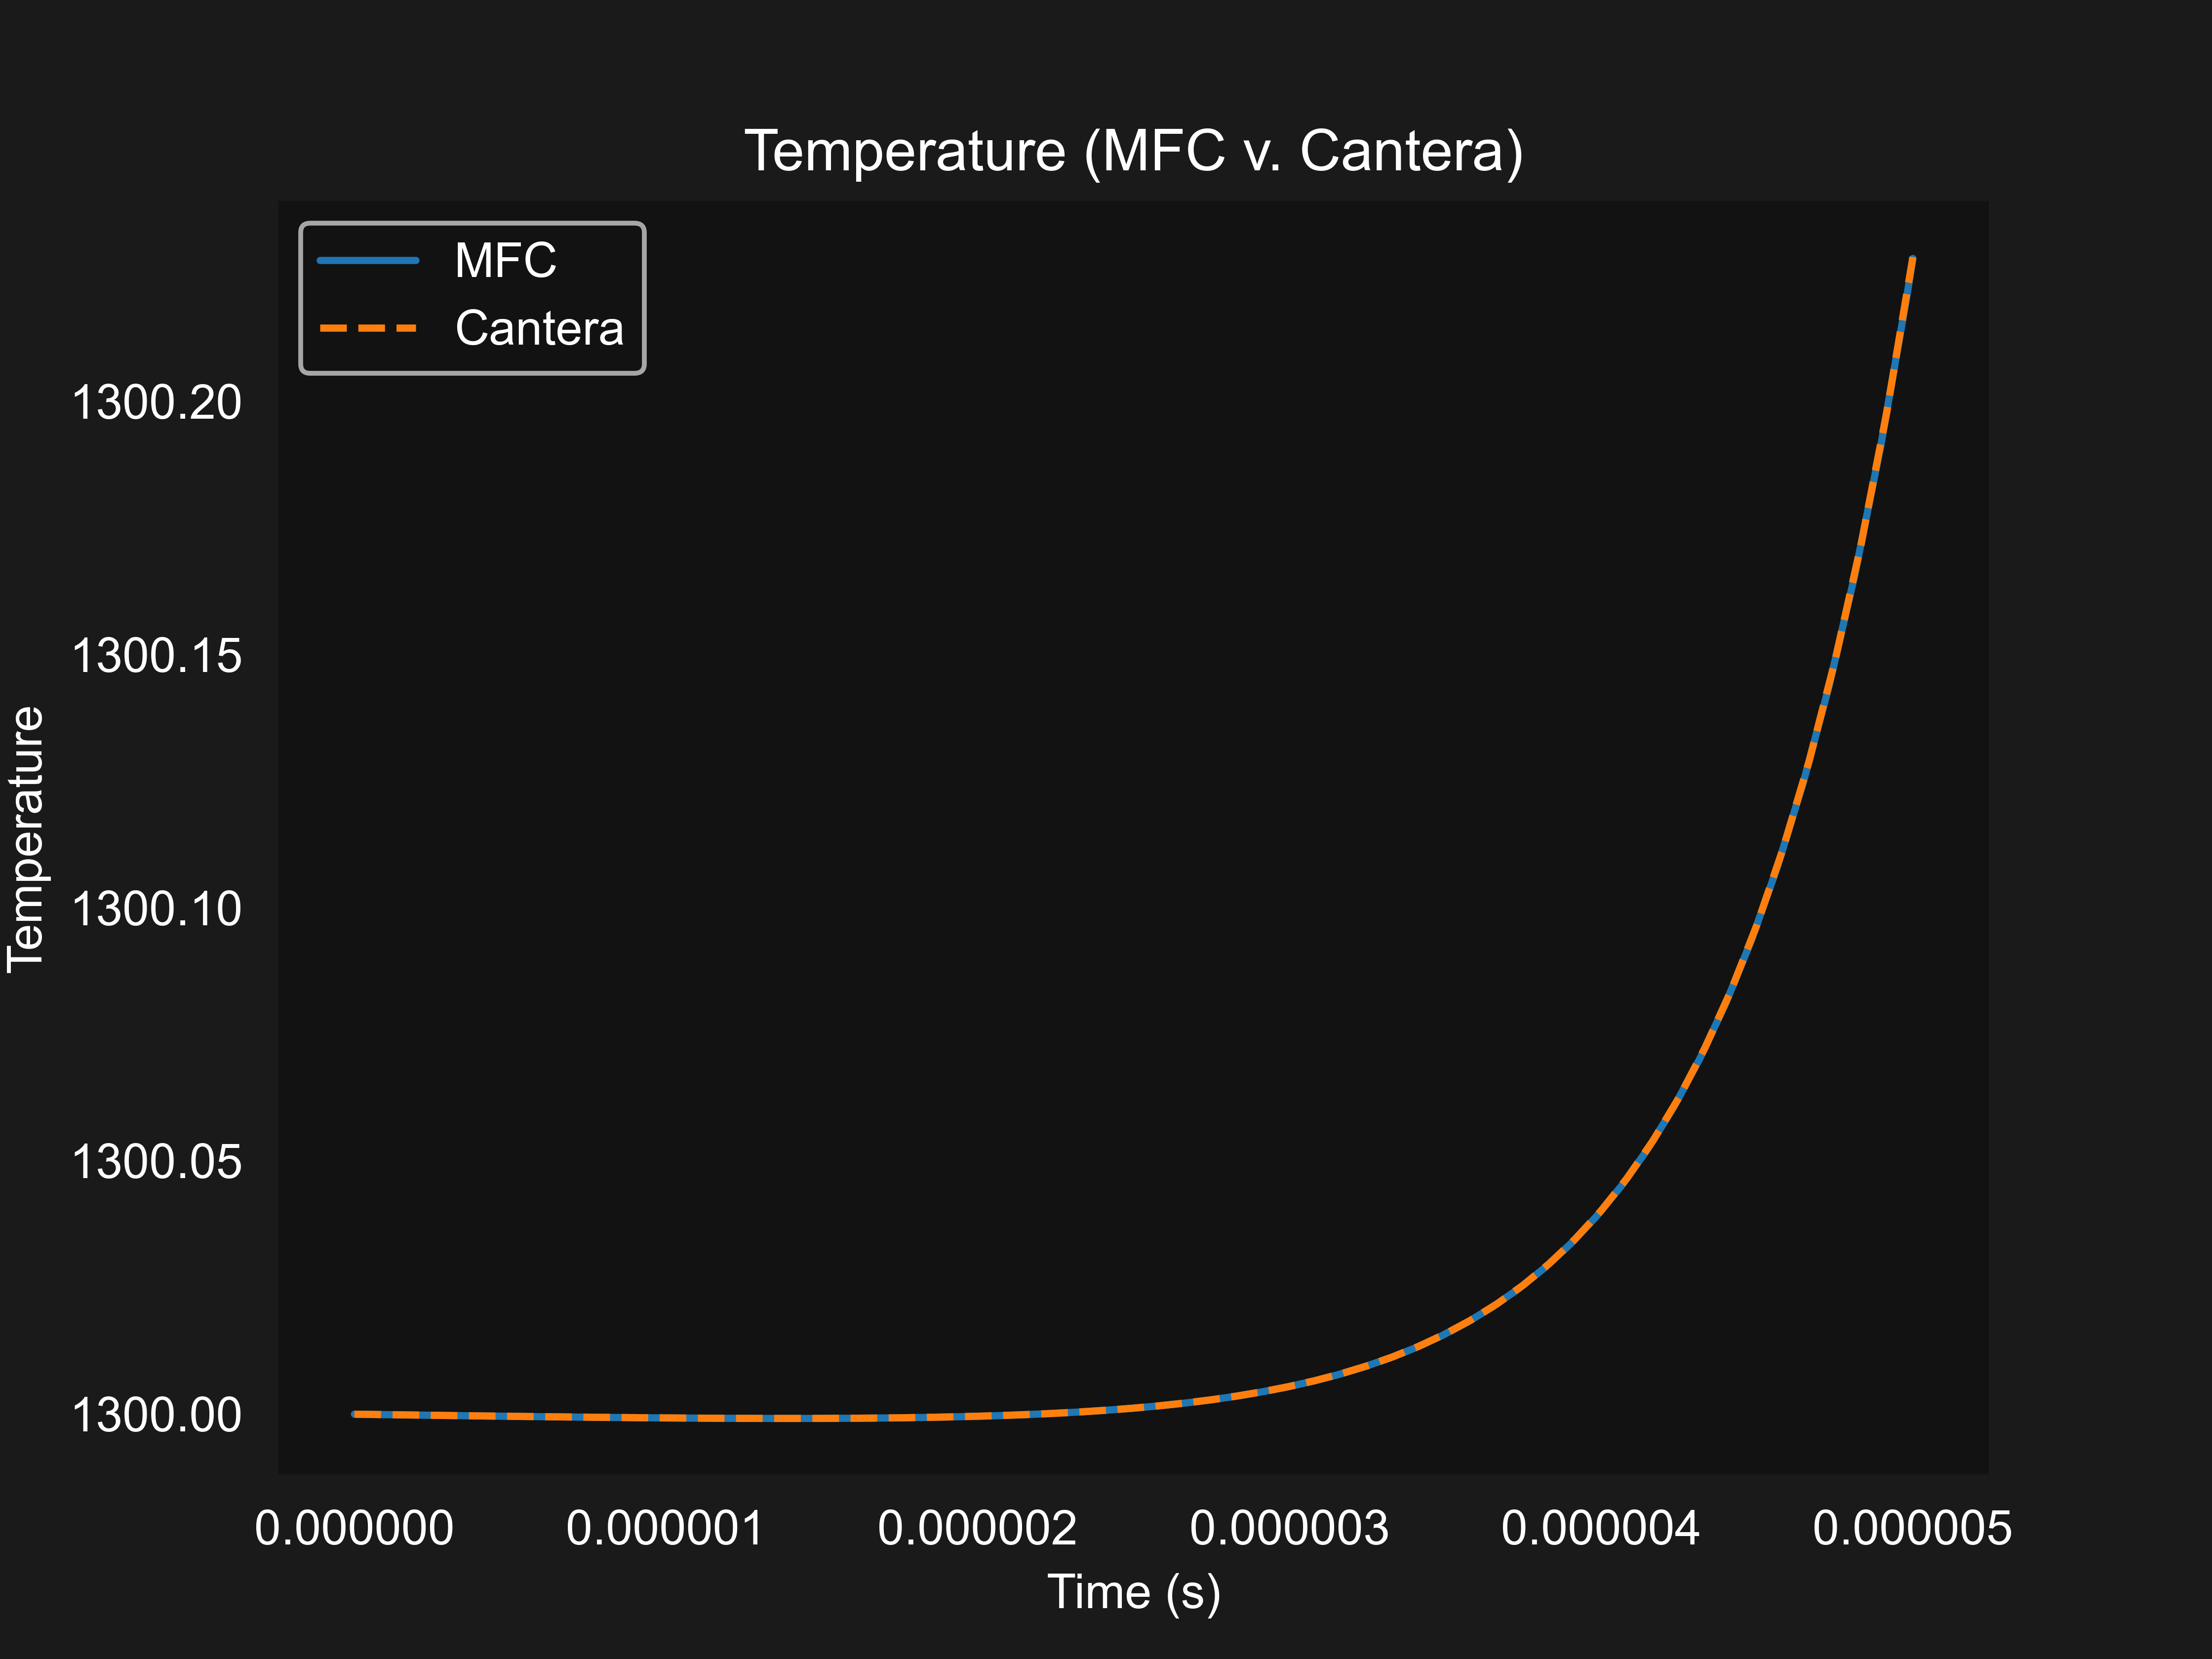 Temperature (MFC v. Cantera)
MFC
Cantera
1300.20
1300.15
1300.10
1300.05
1300.00
Temperature
0.000000 0.000001 0.000002 0.000003 0.000004 0.000005
Time (s)